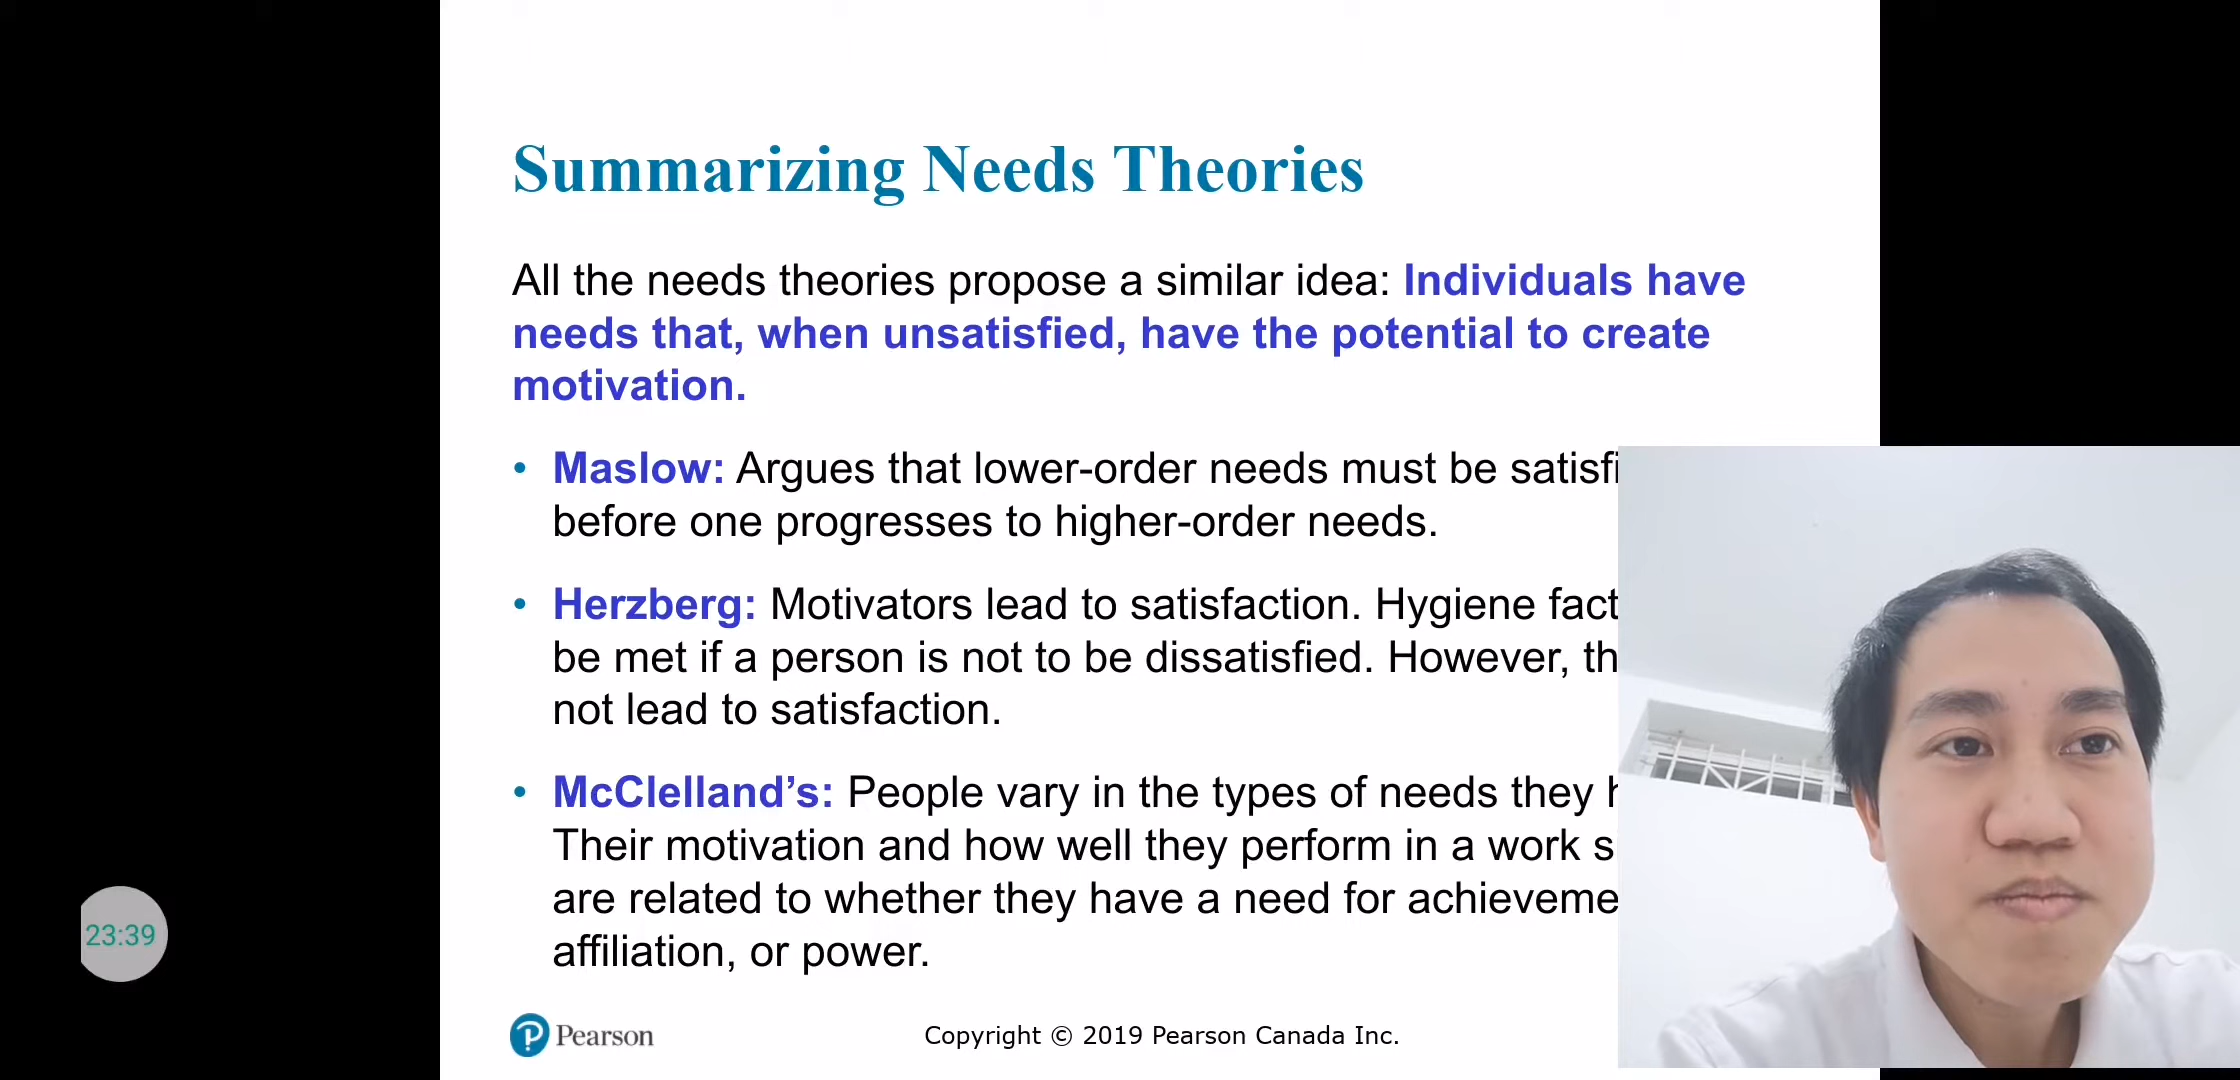 Summarizing Needs Theories
All the needs theories propose a similar idea: Individuals have
needs that, when unsatisfied, have the potential to create
motivation.
• Maslow: Argues that lower-order needs must be
before one progresses to higher-order needs.
• Herzberg: Motivators lead to satisfaction. Hygiene
be met if a person is not to be dissatisfied. However,
not lead to satisfaction.
• McClelland’s: People vary in the types of needs they
Their motivation and how well they perform in a work
are related to whether they have a need for
affiliation, or power.
23:39
Pearson
Copyright © 2019 Pearson Canada Inc.